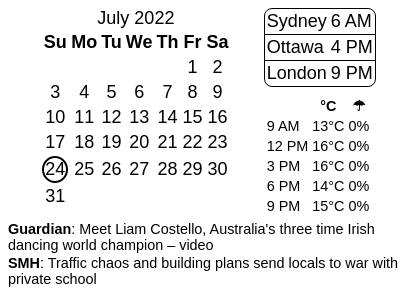 July 2022
Su Mo Tu We Th Fr Sa
1 2
3 4 5 6 7 8 9
10 11 12 13 14 15 16
17 18 19 20 21 22 23
24 25 26 27 28 29 30
31
Sydney 6 AM
Ottawa 4 PM
London 9 PM
°C ☂
9 AM 13°C 0%
12 PM 16°C 0%
3 PM 16°C 0%
6 PM 14°C 0%
9 PM 15°C 0%
Guardian: Meet Liam Costello, Australia's three time Irish
dancing world champion – video
SMH: Traffic chaos and building plans send locals to war with
private school